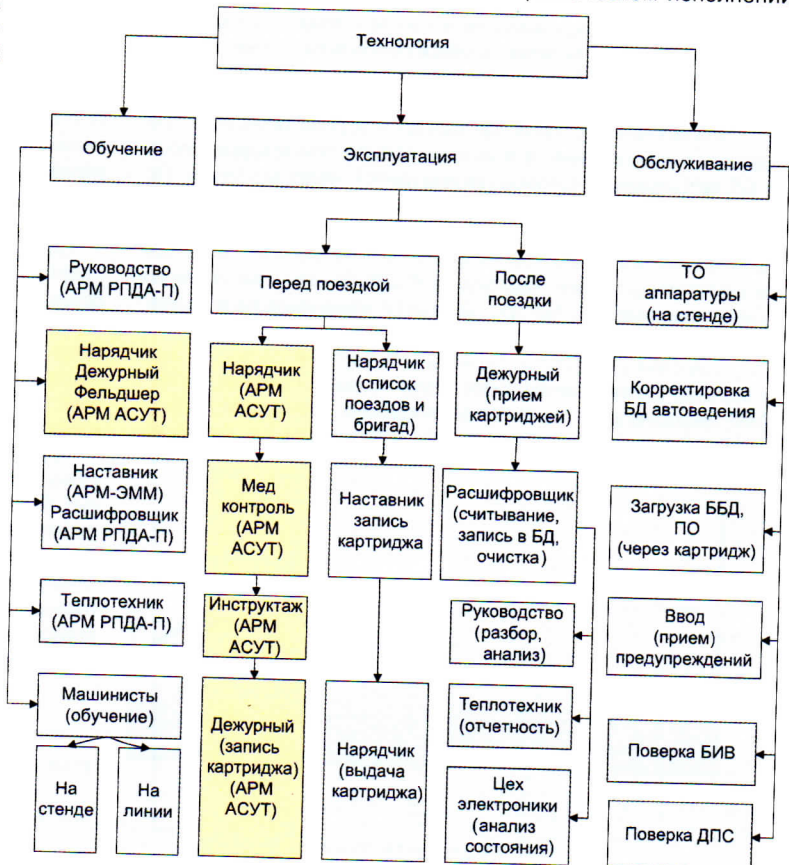 исполнении
Технология
Обучение
Эксплуатация
Обслуживание
Руководство
(АРМ РПДА-П)
Перед поездкой
После
поездки
ТО
аппаратуры
(на стенде)
Нарядчик
Дежурный
Фельдшер
(АРМ АСУТ)
Нарядчик
(АРМ
АСУТ)
Нарядчик
(список
поездов и
бригад)
Дежурный
(прием
картриджей)
Корректировка
БД автоведения
Наставник
(АРМ-ЭММ)
Расшифровщик
(АРМ РПДА-П)
Мед
контроль
(АРМ
АСУТ)
Наставник
запись
картриджа
Расшифровщик
(считывание,
запись в БД,
очистка)
Загрузка ББД,
ПО
(через картридж)
Теплотехник
(АРМ РПДА-П)
Инструктаж
(АРМ
АСУТ)
Руководство
(разбор,
анализ)
Ввод
(прием)
предупреждений
Машинисты
(обучение)
На
стенде
На
линии
Дежурный
(запись
картриджа)
(АРМ
АСУТ)
Нарядчик
(выдача
картриджа)
Теплотехник
(отчетность)
Цех
электроники
(анализ
состояния)
Поверка БИВ
Поверка ДПС